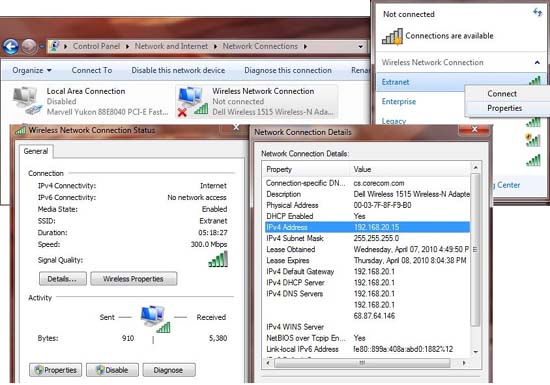 Not connected
Connections are available
Wireless Network Connection
Extranet
Enterprise
Legacy
Connect
Properties
Control Panel
Network and Internet
Network Connections
Organize
Connect To
Disable this network device
Diagnose this connection
Local Area Connection
Disabled
Marvell Yukon 88E8040 PCI-E Fast
Wireless Network Connection
Not connected
Dell Wireless 1515 Wireless-N Adap
Wireless Network Connection Status
General
Connection
IPv4 Connectivity: Internet
IPv6 Connectivity: No network access
Media State: Enabled
SSID: Extranet
Duration: 05:18:27
Speed: 300.0 Mbps
Signal Quality:
Details...
Wireless Properties
Activity
Sent
Received
Bytes: 910 5,380
Properties
Disable
Diagnose
Network Connection Details
Network Connection Details:
Property Value
Connection-specific DN... cs.corecom.com
Description Dell Wireless 1515 Wireless-N Adapte
Physical Address 00-03-7F-8F-F9-B0
DHCP Enabled Yes
IPv4 Address 192.168.20.15
IPv4 Subnet Mask 255.255.255.0
Lease Obtained Wednesday, April 07, 2010 4:49:50 P
Lease Expires Thursday, April 08, 2010 8:04:38 PM
IPv4 Default Gateway 192.168.20.1
IPv4 DHCP Server 192.168.20.1
IPv4 DNS Servers 192.168.20.1
68.87.64.146
IPv4 WINS Server
NetBIOS over Tcpip En... Yes
Link-local IPv6 Address fe80::899a:408a:abd0:1882%12
ng Center